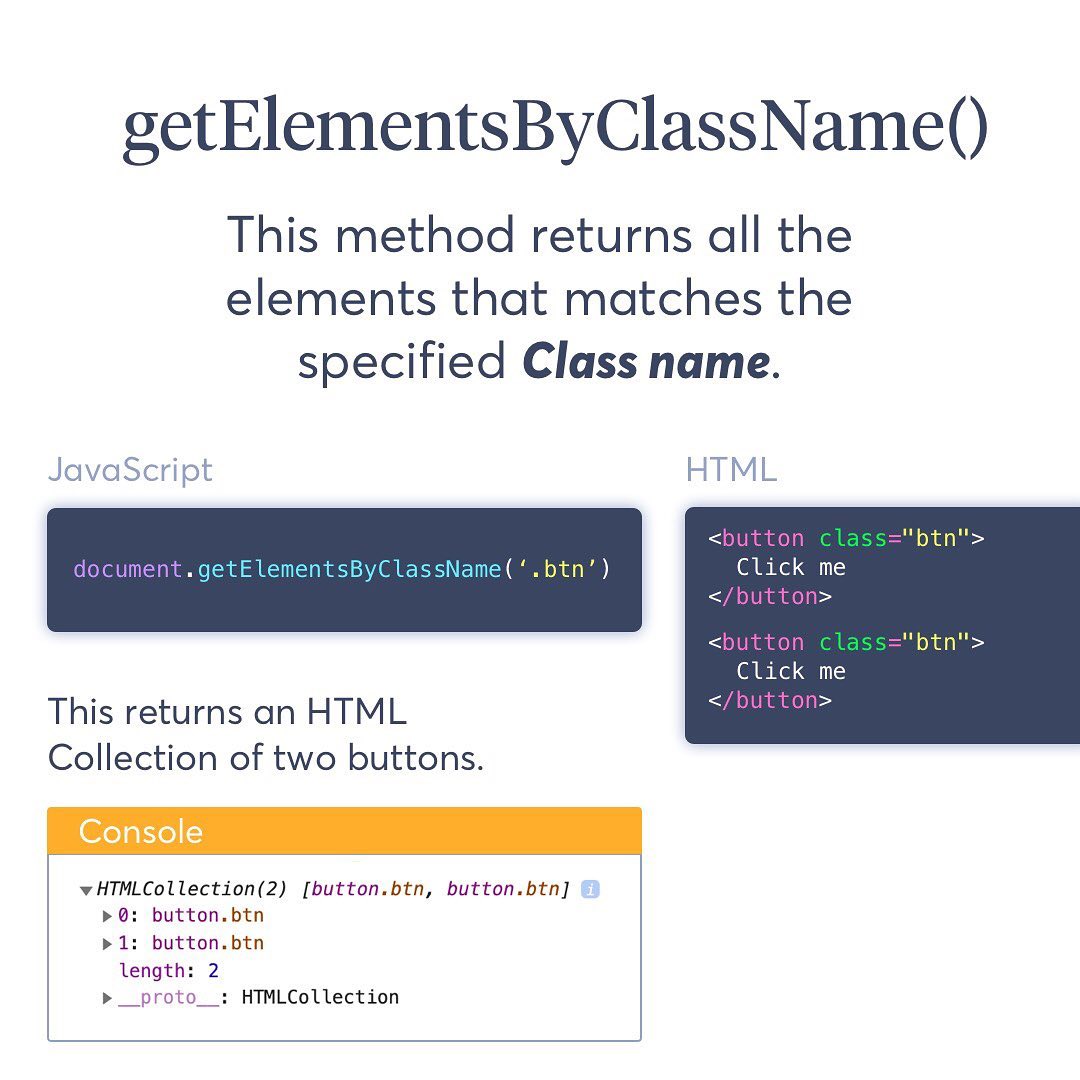 getElementsByClassName()
This method returns all the
elements that matches the
specified Class name.
JavaScript
document.getElementsByClassName(‘.btn’)
This returns an HTML
Collection of two buttons.
Console
HTMLCollection(2) [button.btn, button.btn] i
0: button.btn
1: button.btn
length: 2
__proto__: HTMLCollection
HTML
<button class="btn">
Click me
</button>
<button class="btn">
Click me
</button>